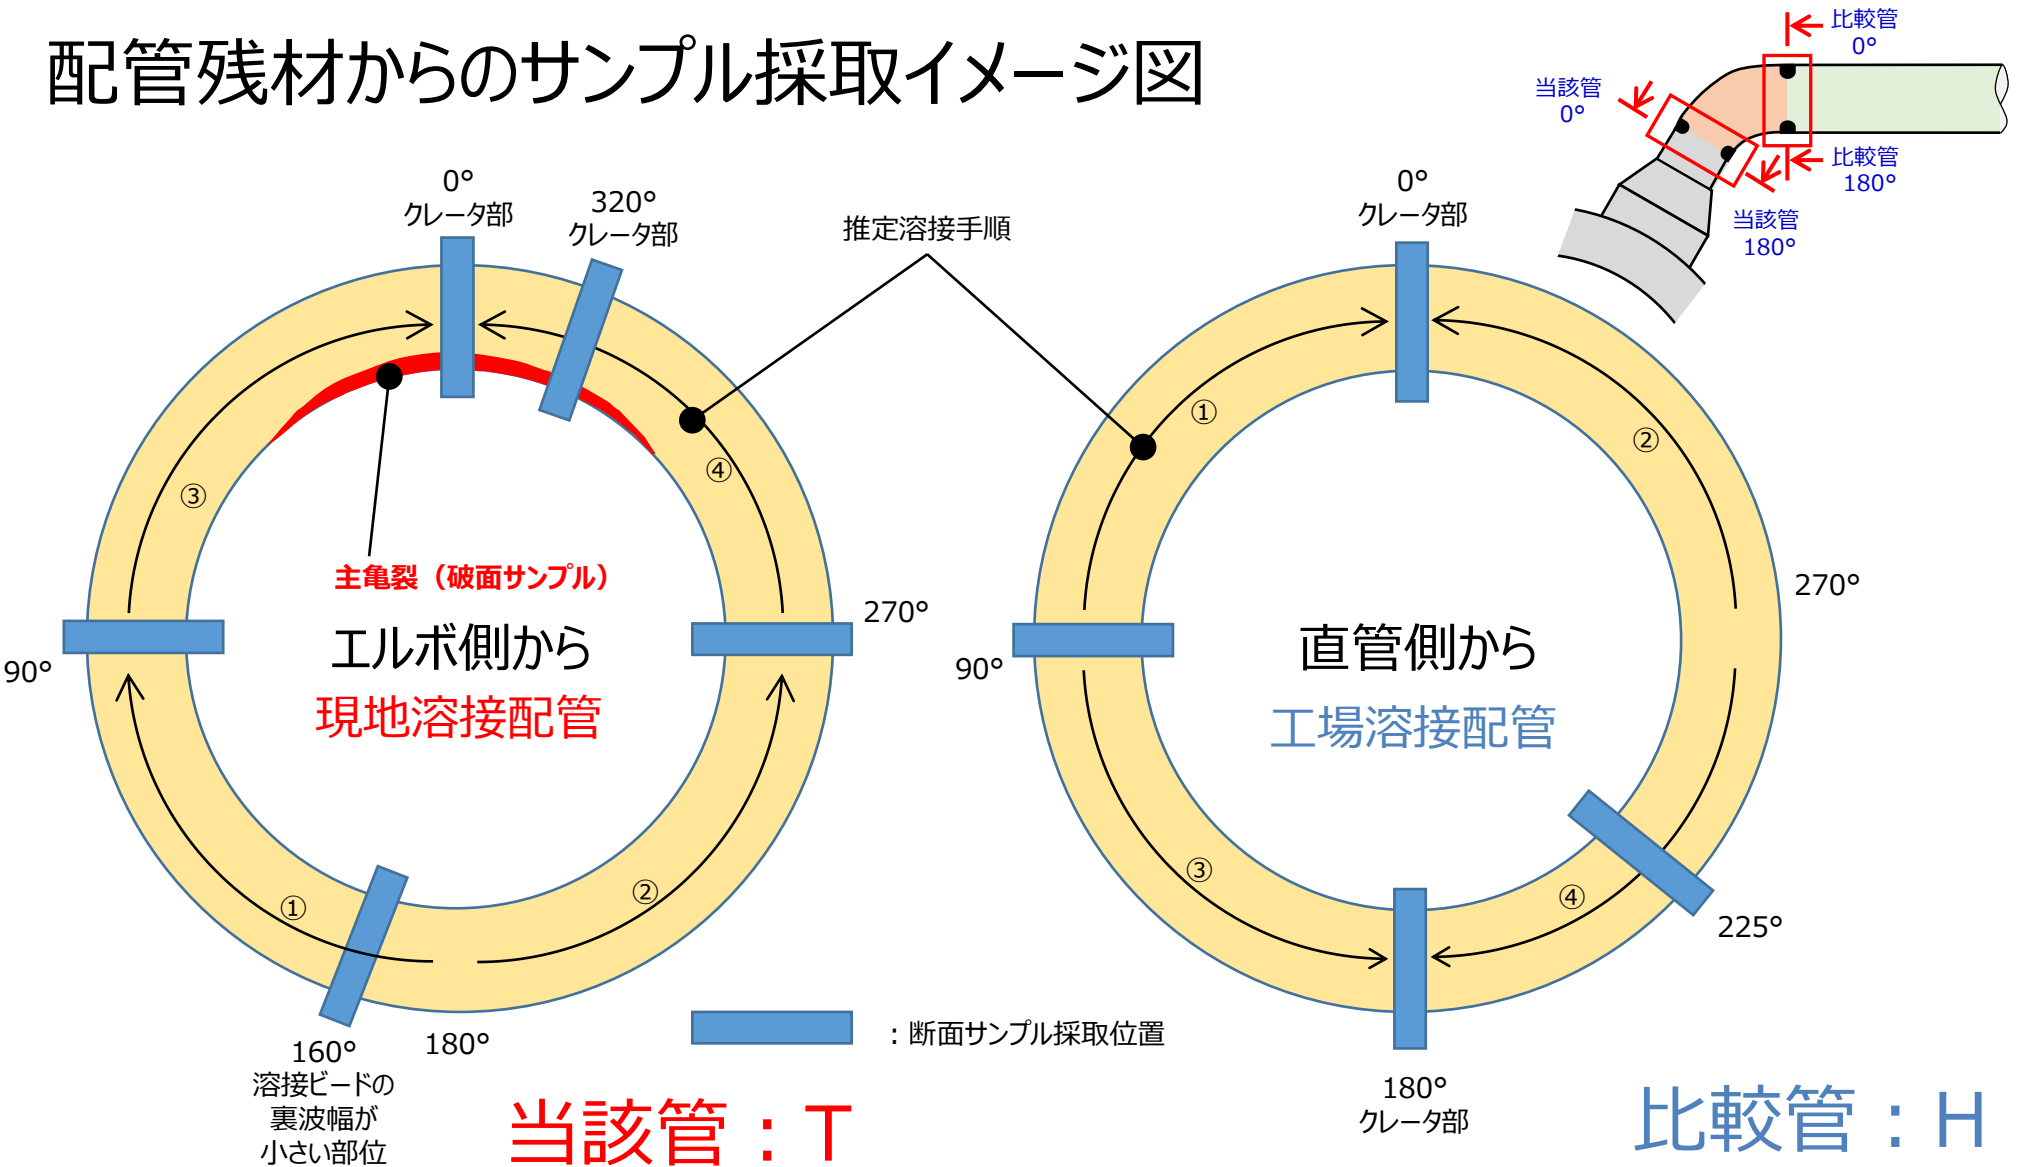 配管残材からのサンプル採取イメージ図
比較管
0°
当該管
0°
比較管
180°
当該管
180°
0°
クレータ部
320°
クレータ部
推定溶接手順
0°
クレータ部
③
④
①
②
主亀裂（破面サンプル）
エルボ側から
現地溶接配管
90°
270°
直管側から
工場溶接配管
90°
270°
①
②
③
④
225°
160°
溶接ビードの
裏波幅が
小さい部位
180°
：断面サンプル採取位置
180°
クレータ部
当該管：T
比較管：H